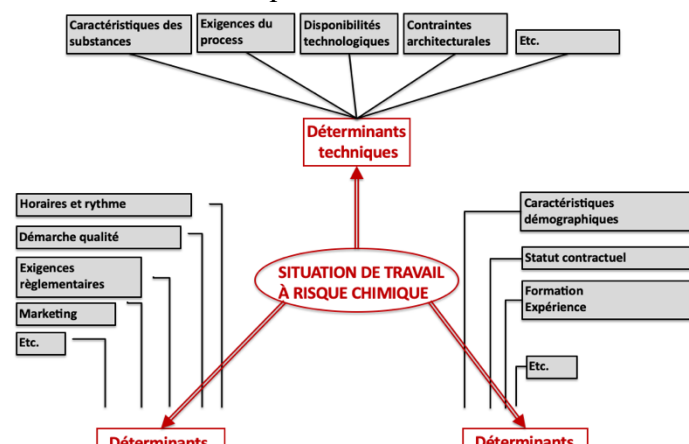 Caractéristiques des
substances
Exigences du
process
Disponibilités
technologiques
Contraintes
architecturales
Etc.
Déterminants
techniques
Horaires et rythme
Démarche qualité
Exigences
règlementaires
Marketing
Etc.
SITUATION DE TRAVAIL
À RISQUE CHIMIQUE
Caractéristiques
démographiques
Statut contractuel
Formation
Expérience
Etc.
Déterminants
Déterminants